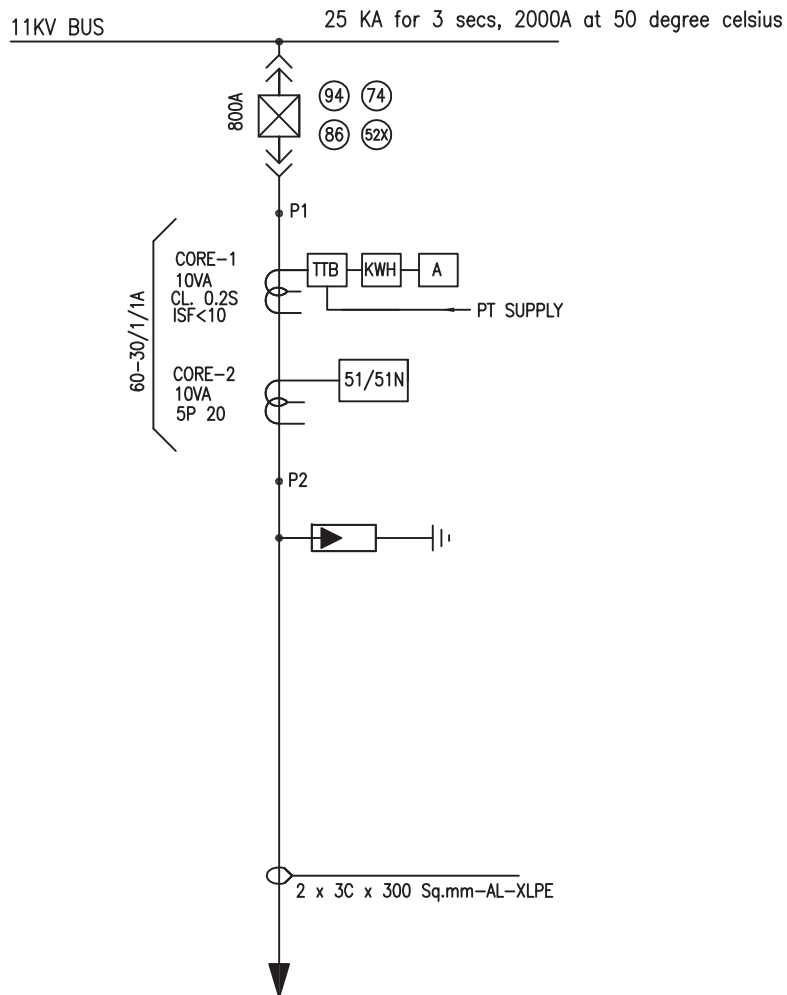 11KV BUS
25 KA for 3 secs, 2000A at 50 degree celsius
800A
94
74
86
52X
P1
60-30/1/1A
CORE-1
10VA
CL. 0.2S
ISF<10
TTB
KWH
A
PT SUPPLY
CORE-2
10VA
5P 20
51/51N
P2
2 x 3C x 300 Sq.mm-AL-XLPE